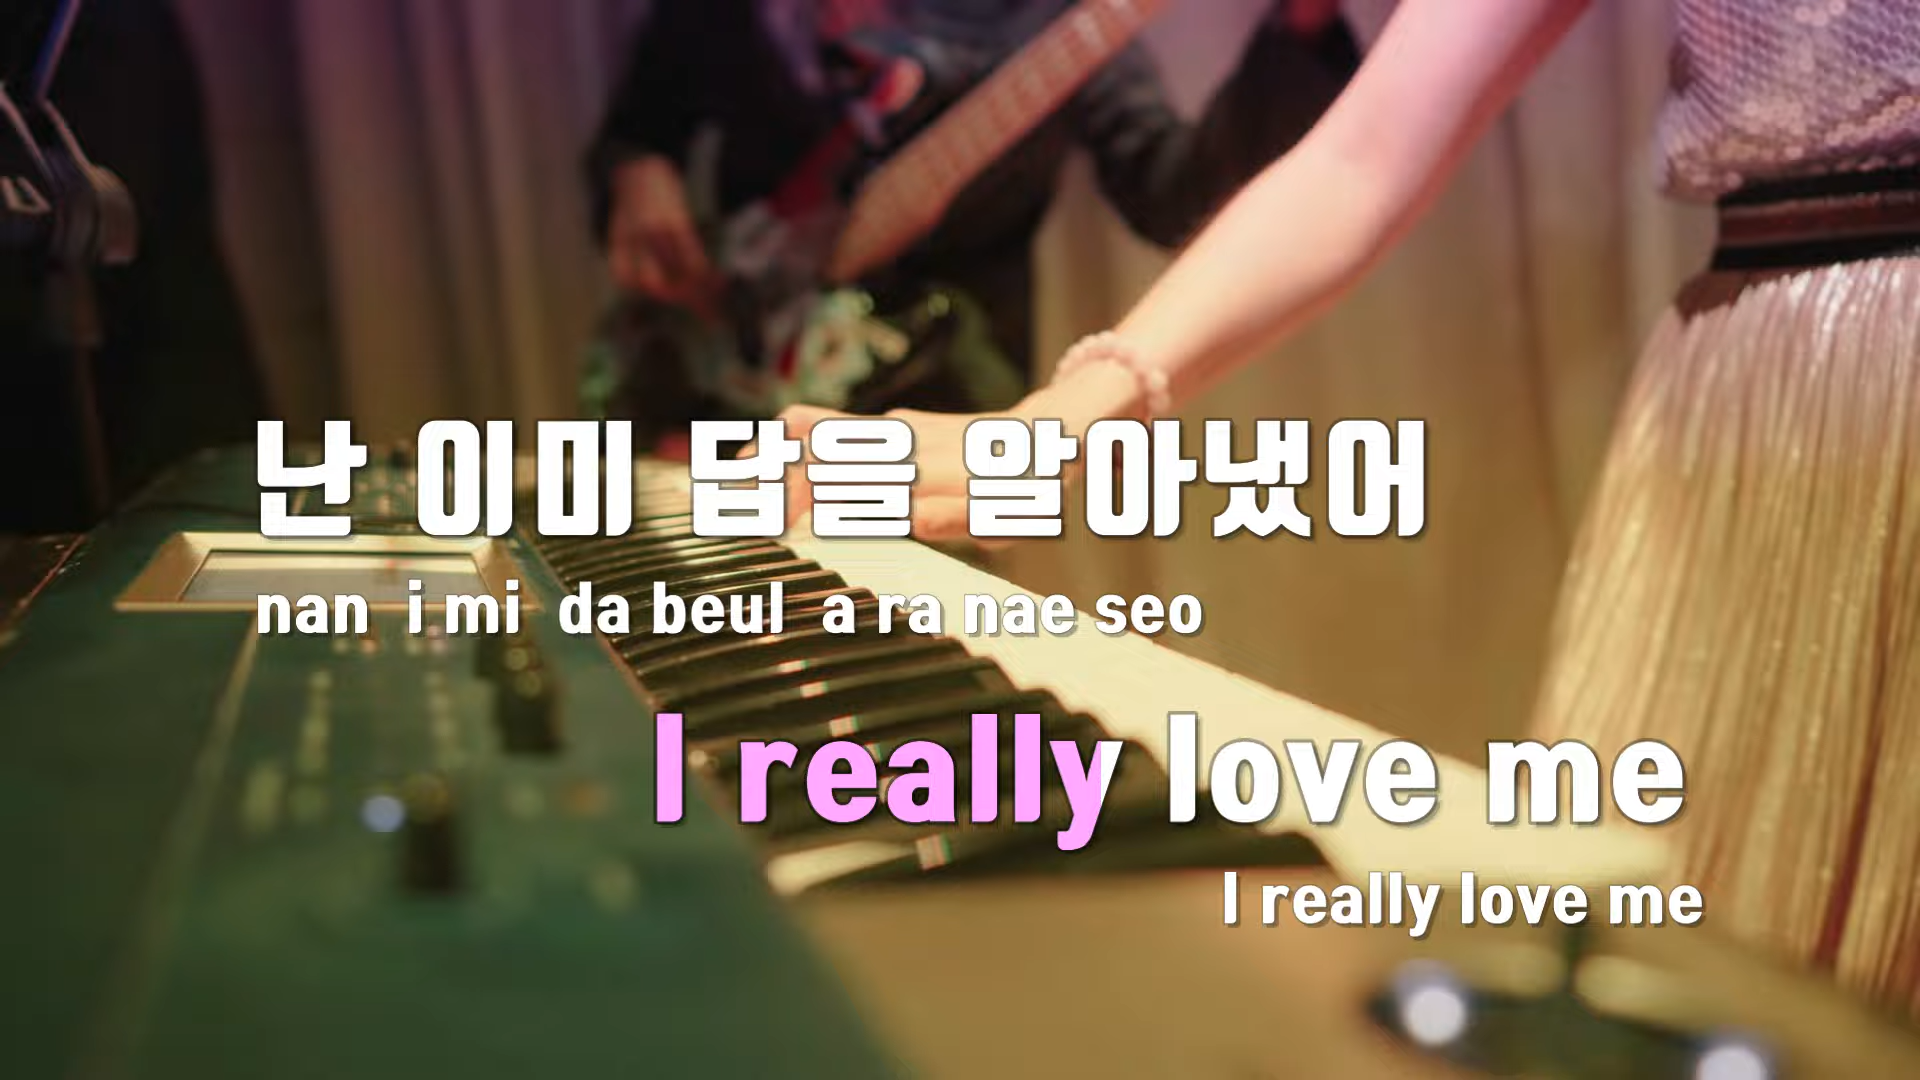 난 이미 답을 알아냈어
nan i mi da beul a ra nae seo
I really love me
I really love me